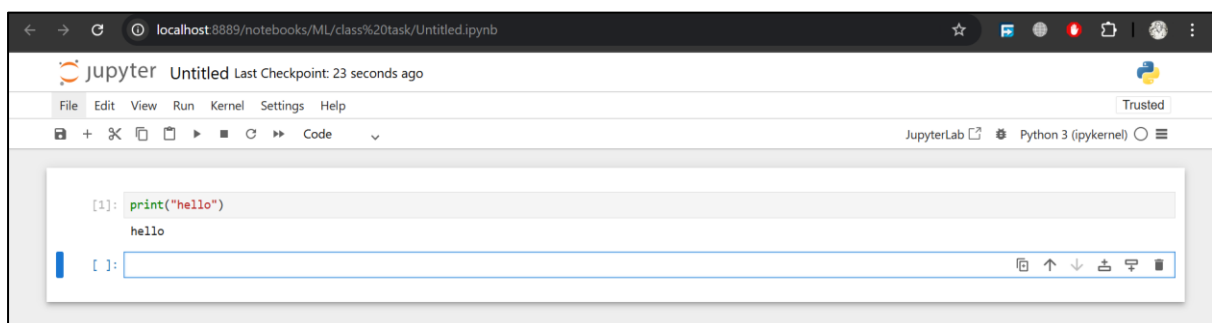 localhost:8889/notebooks/ML/class%20task/Untitled.ipynb
jupyter Untitled Last Checkpoint: 23 seconds ago
File Edit View Run Kernel Settings Help Trusted
Code JupyterLab Python 3 (ipykernel)
[1]: print("hello")
hello
[ ]: